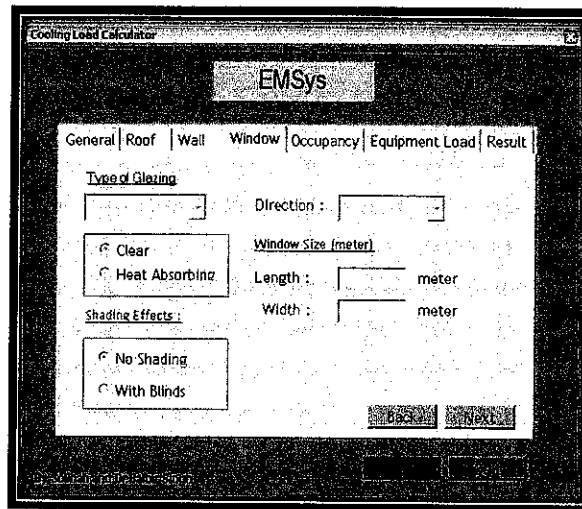 Cooling Load Calculator
EMSys
General Roof Wall Window Occupancy Equipment Load Result
Type of Glazing
Direction :
Clear
Heat Absorbing
Window Size (meter)
Length : meter
Width : meter
Shading Effects :
No Shading
With Blinds
Back Next